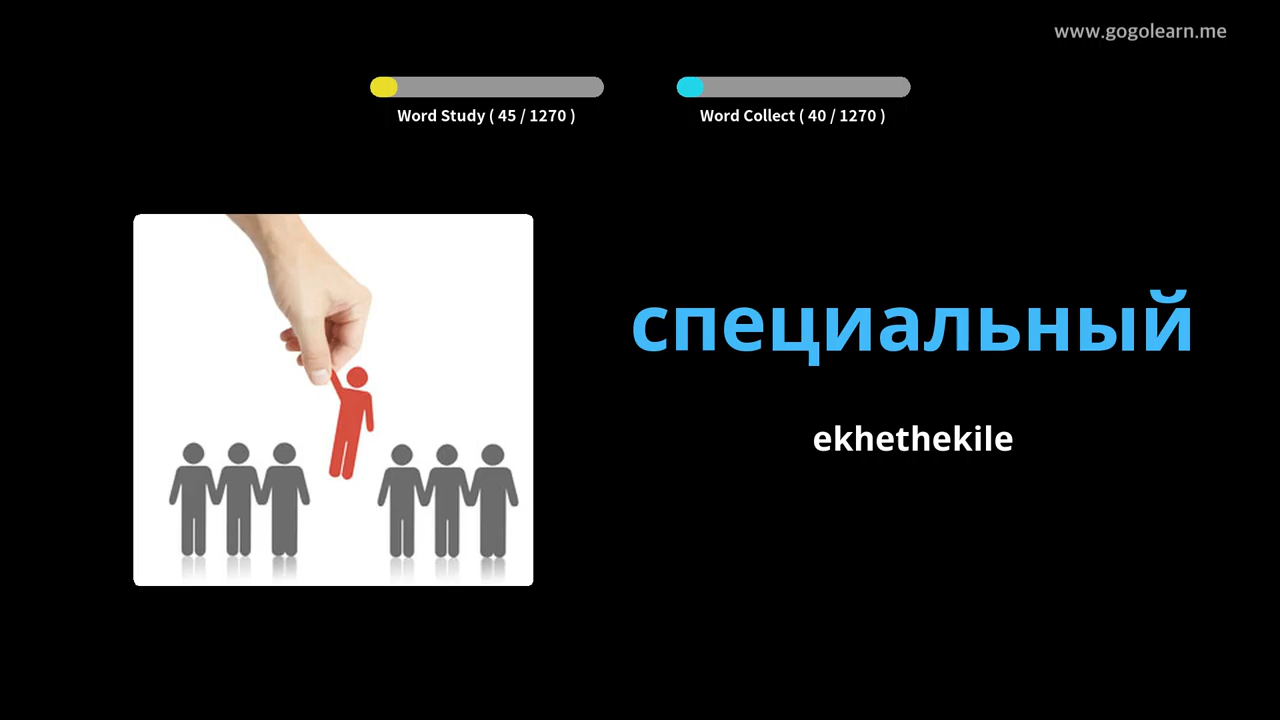 www.gogolearn.me
Word Study ( 45 / 1270 )
Word Collect ( 40 / 1270 )
специальный
ekhethekile